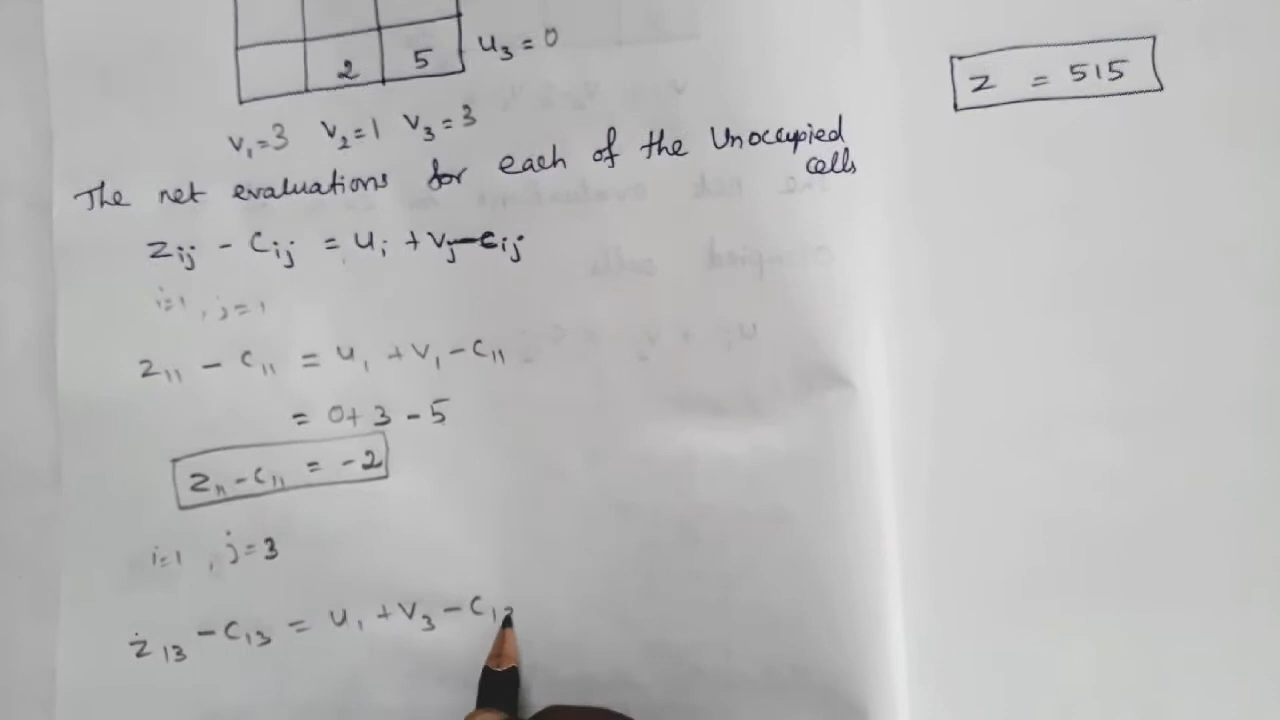 2 5 u₃ = 0
v₁=3 v₂=1 v₃=3
Z = 515
The net evaluations for each of the Unoccupied
cells
Zij - Cij = ui + vj - cij
i=1, j=1
Z₁₁ - C₁₁ = u₁ + v₁ - C₁₁
= 0+3-5
Z₁₁ - C₁₁ = -2
i=1, j=3
Z₁₃ - C₁₃ = u₁ + v₃ - C₁